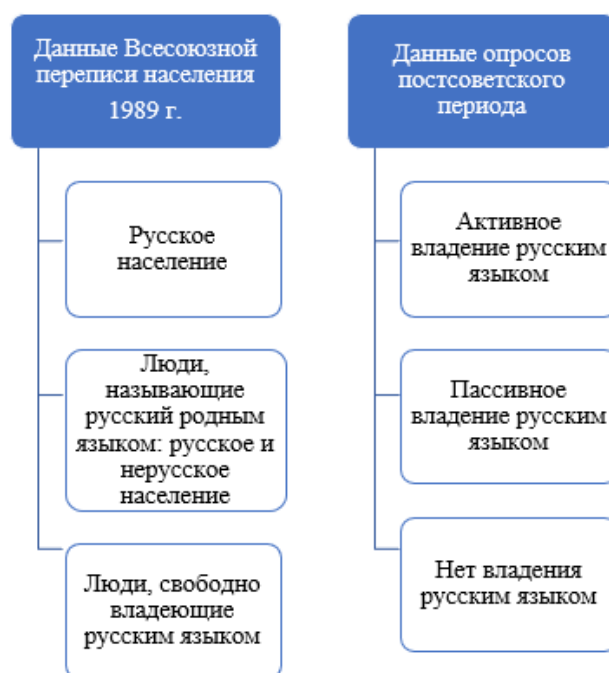 Данные Всесоюзной
переписи населения
1989 г.
Русское
население
Люди,
называющие
русский родным
языком: русское и
нерусское
население
Люди, свободно
владеющие
русским языком
Данные опросов
постсоветского
периода
Активное
владение русским
языком
Пассивное
владение русским
языком
Нет владения
русским языком